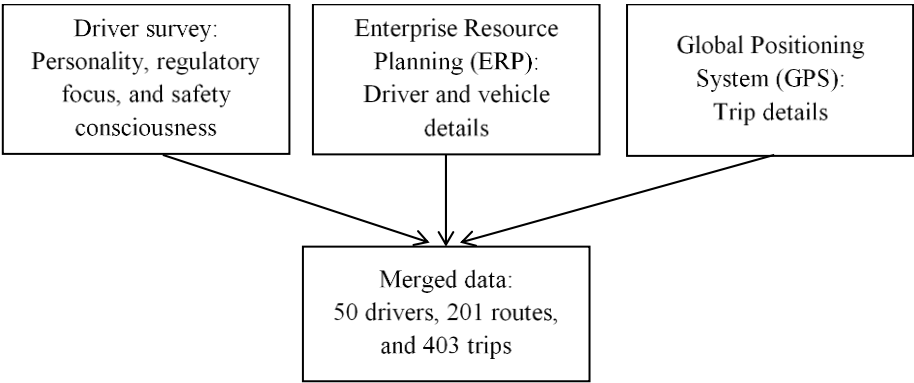 Driver survey:
Personality, regulatory
focus, and safety
consciousness
Enterprise Resource
Planning (ERP):
Driver and vehicle
details
Global Positioning
System (GPS):
Trip details
Merged data:
50 drivers, 201 routes,
and 403 trips